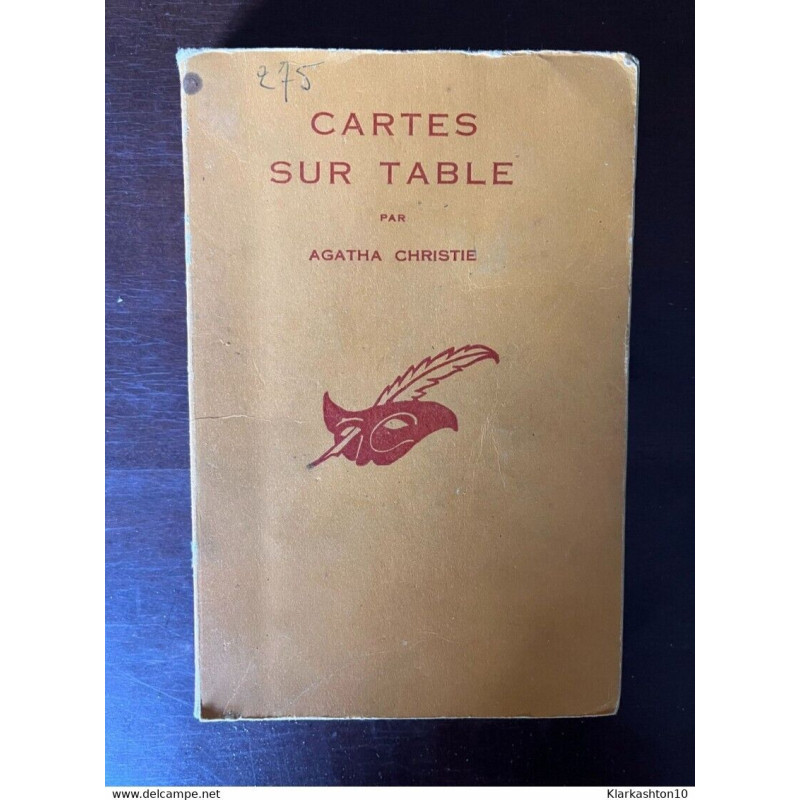 275
CARTES
SUR TABLE
PAR
AGATHA CHRISTIE
www.delcampe.net
Klarkashton10